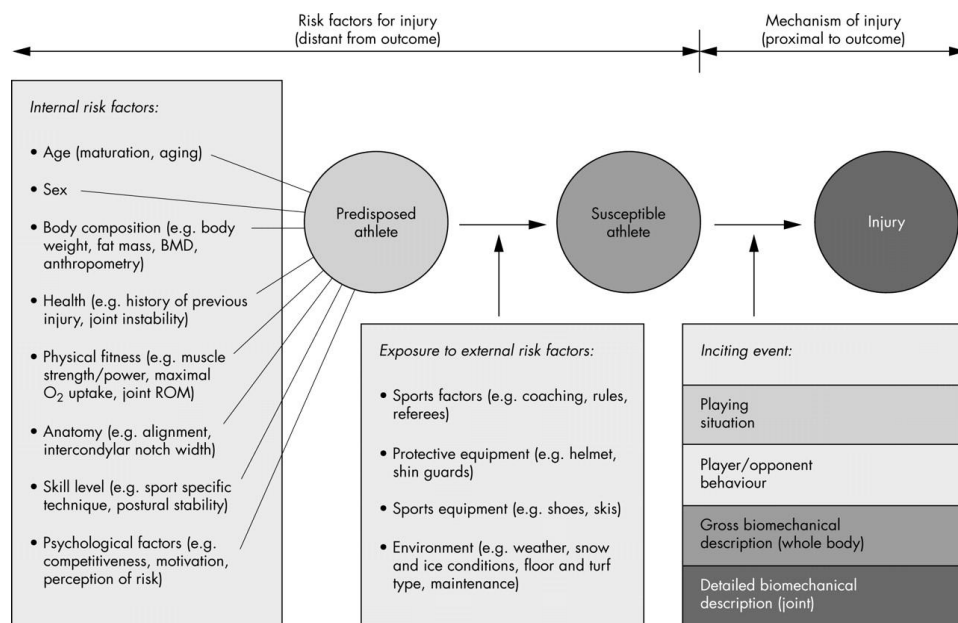 Risk factors for injury
(distant from outcome)
Mechanism of injury
(proximal to outcome)
Internal risk factors:
• Age (maturation, aging)
• Sex
• Body composition (e.g. body
weight, fat mass, BMD,
anthropometry)
• Health (e.g. history of previous
injury, joint instability)
• Physical fitness (e.g. muscle
strength/power, maximal
O2 uptake, joint ROM)
• Anatomy (e.g. alignment,
intercondylar notch width)
• Skill level (e.g. sport specific
technique, postural stability)
• Psychological factors (e.g.
competitiveness, motivation,
perception of risk)
Predisposed
athlete
Susceptible
athlete
Injury
Exposure to external risk factors:
• Sports factors (e.g. coaching, rules,
referees)
• Protective equipment (e.g. helmet,
shin guards)
• Sports equipment (e.g. shoes, skis)
• Environment (e.g. weather, snow
and ice conditions, floor and turf
type, maintenance)
Inciting event:
Playing
situation
Player/opponent
behaviour
Gross biomechanical
description (whole body)
Detailed biomechanical
description (joint)